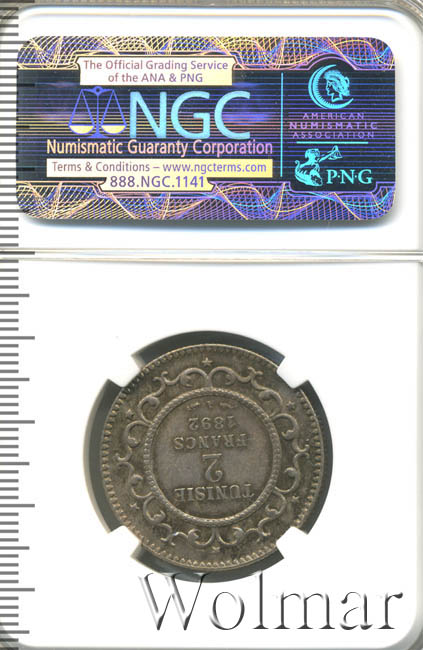 The Official Grading Service
of the ANA & PNG
NGC
Numismatic Guaranty Corporation
Terms & Conditions – www.ngcterms.com
888.NGC.1141
AMERICAN
NUMISMATIC
ASSOCIATION
P·N·G
TUNISIE
2
FRANCS
1892
Wolmar